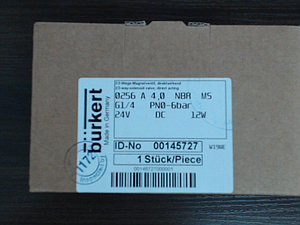 bürkert
Made in Germany
2/2-Wege-Magnetventil, direktwirkend
2/2-way-solenoid valve, direct acting
0256 A 4,0 NBR MS
G1/4 PN0-6bar
24V DC 12W
ID-No 00145727
W17ME
1 Stück/Piece